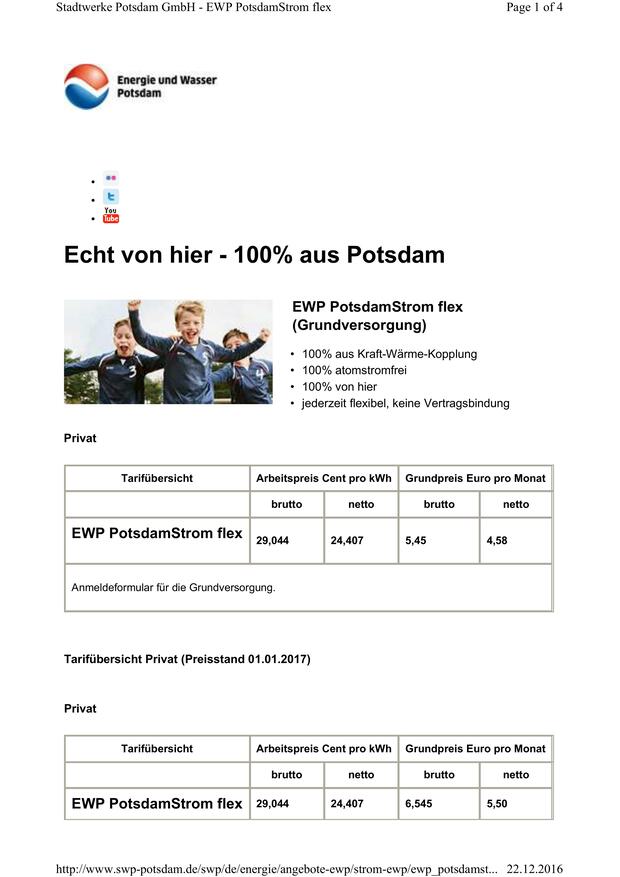 Stadtwerke Potsdam GmbH - EWP PotsdamStrom flex Page 1 of 4
Energie und Wasser
Potsdam
You
Tube
Echt von hier - 100% aus Potsdam
EWP PotsdamStrom flex
(Grundversorgung)
• 100% aus Kraft-Wärme-Kopplung
• 100% atomstromfrei
• 100% von hier
• jederzeit flexibel, keine Vertragsbindung
Privat
Tarifübersicht Arbeitspreis Cent pro kWh Grundpreis Euro pro Monat
brutto netto brutto netto
EWP PotsdamStrom flex 29,044 24,407 5,45 4,58
Anmeldeformular für die Grundversorgung.
Tarifübersicht Privat (Preisstand 01.01.2017)
Privat
Tarifübersicht Arbeitspreis Cent pro kWh Grundpreis Euro pro Monat
brutto netto brutto netto
EWP PotsdamStrom flex 29,044 24,407 6,545 5,50
http://www.swp-potsdam.de/swp/de/energie/angebote-ewp/strom-ewp/ewp_potsdamst... 22.12.2016